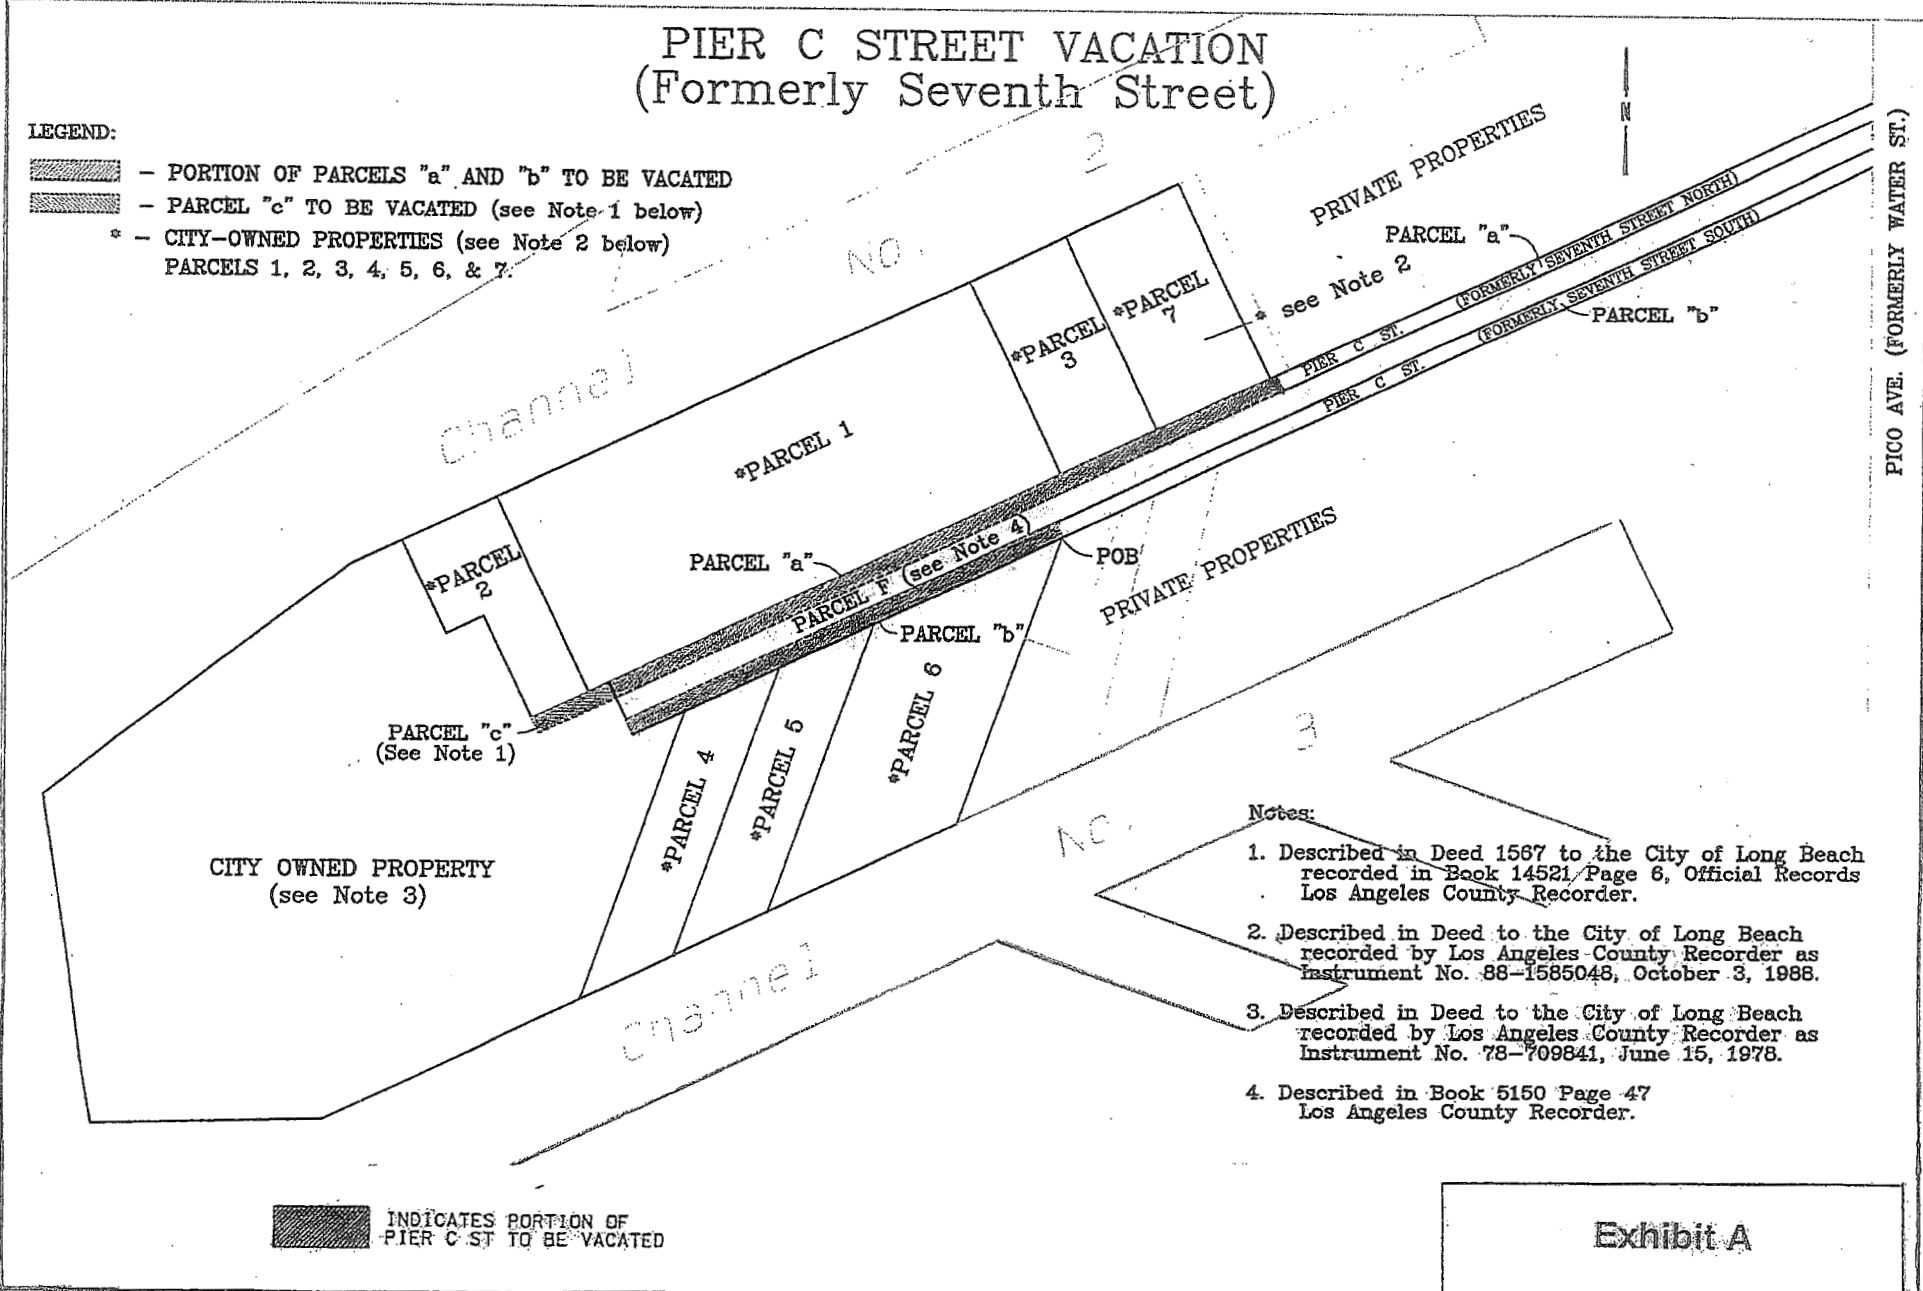 PIER C STREET VACATION
(Formerly Seventh Street)
LEGEND:
– PORTION OF PARCELS "a" AND "b" TO BE VACATED
– PARCEL "c" TO BE VACATED (see Note 1 below)
* – CITY-OWNED PROPERTIES (see Note 2 below)
PARCELS 1, 2, 3, 4, 5, 6, & 7.
N
PICO AVE. (FORMERLY WATER ST.)
Channel
NO.
2
PRIVATE PROPERTIES
PARCEL "a"
* see Note 2
(FORMERLY SEVENTH STREET NORTH)
(FORMERLY SEVENTH STREET SOUTH)
PARCEL "b"
PIER C ST.
PIER C ST.
*PARCEL
7
*PARCEL
3
*PARCEL 1
*PARCEL
2
PARCEL "a"
PARCEL F (see Note 4)
POB
PRIVATE PROPERTIES
PARCEL "b"
PARCEL "c"
(See Note 1)
*PARCEL 4
*PARCEL 5
*PARCEL 6
CITY OWNED PROPERTY
(see Note 3)
Channel
NO.
3
Notes:
1. Described in Deed 1567 to the City of Long Beach
recorded in Book 14521 Page 6, Official Records
Los Angeles County Recorder.
2. Described in Deed to the City of Long Beach
recorded by Los Angeles County Recorder as
Instrument No. 88-1585048, October 3, 1988.
3. Described in Deed to the City of Long Beach
recorded by Los Angeles County Recorder as
Instrument No. 78-709841, June 15, 1978.
4. Described in Book 5150 Page 47
Los Angeles County Recorder.
INDICATES PORTION OF
PIER C ST TO BE VACATED
Exhibit A